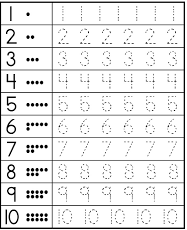 1 1 1 1 1 1 1 1
2 2 2 2 2 2 2
3 3 3 3 3 3 3
4 4 4 4 4 4 4
5 5 5 5 5 5 5
6 6 6 6 6 6 6
7 7 7 7 7 7 7
8 8 8 8 8 8 8
9 9 9 9 9 9 9
10 10 10 10 10 10